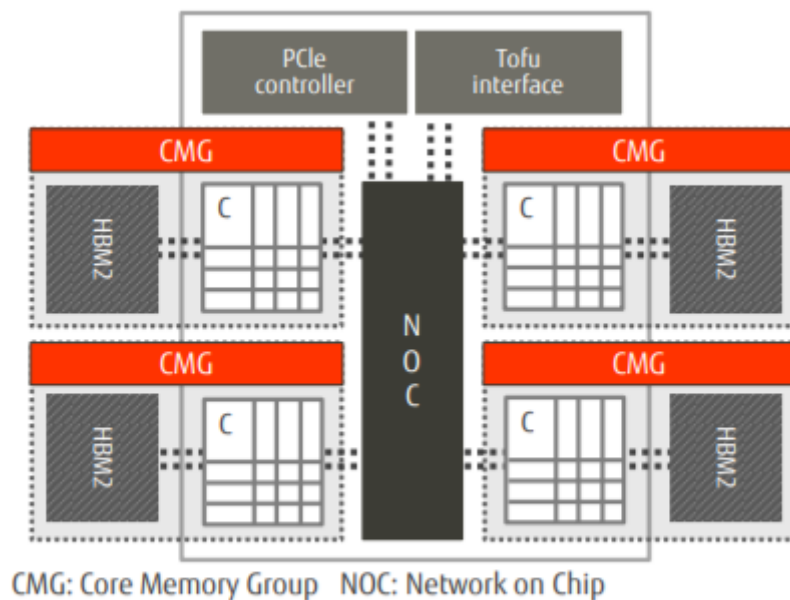 PCIe
controller
Tofu
interface
CMG
CMG
HBM2
C
C
HBM2
N
O
C
CMG
CMG
HBM2
C
C
HBM2
CMG: Core Memory Group NOC: Network on Chip